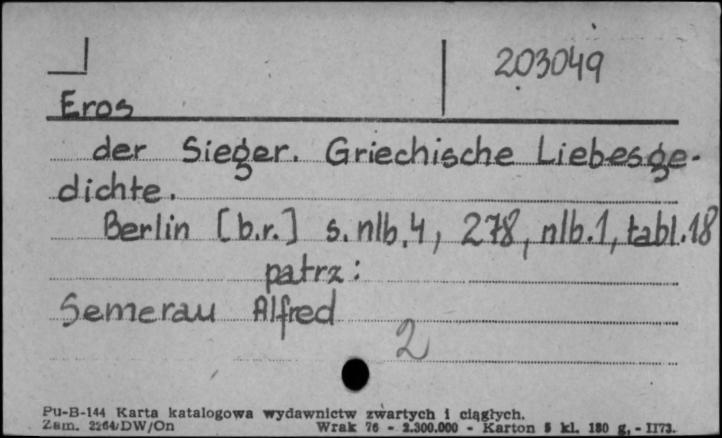 203049
Eros
der Sieger. Griechische Liebesge-
dichte.
Berlin [b.r.] s. nlb. 4, 278, nlb. 1, tabl. 18
patrz:
Semerau Alfred
2
Pu-B-144 Karta katalogowa wydawnictw zwartych i ciągłych.
Zam. 2264/DW/On Wrak 76 - 2.300.000 - Karton 5 kl. 180 g. - II73.